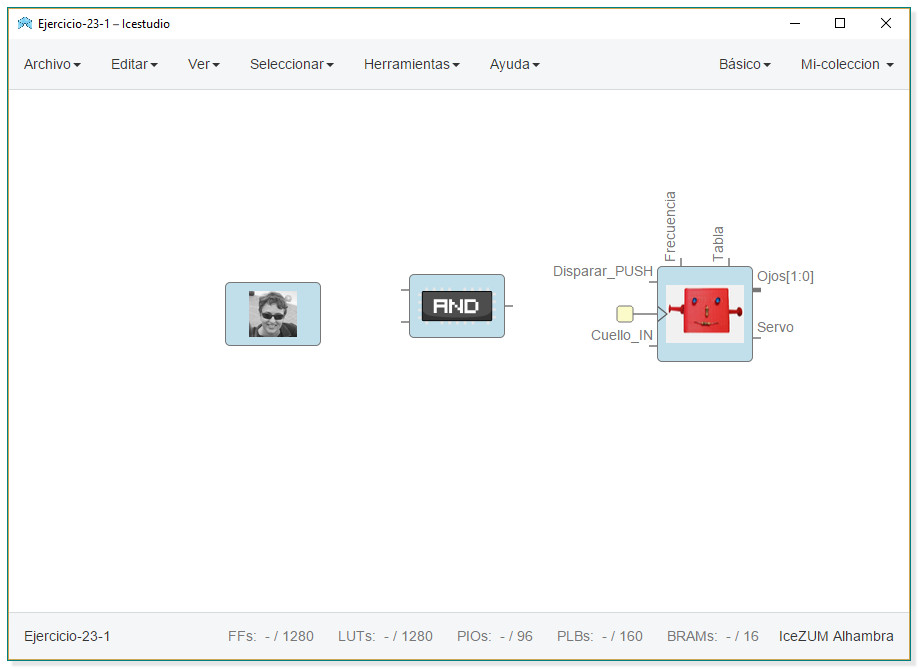 Ejercicio-23-1 – Icestudio
Archivo Editar Ver Seleccionar Herramientas Ayuda Básico Mi-coleccion
Frecuencia
Tabla
Disparar_PUSH
Ojos[1:0]
AND
Servo
Cuello_IN
Ejercicio-23-1 FFs: - / 1280 LUTs: - / 1280 PIOs: - / 96 PLBs: - / 160 BRAMs: - / 16 IceZUM Alhambra